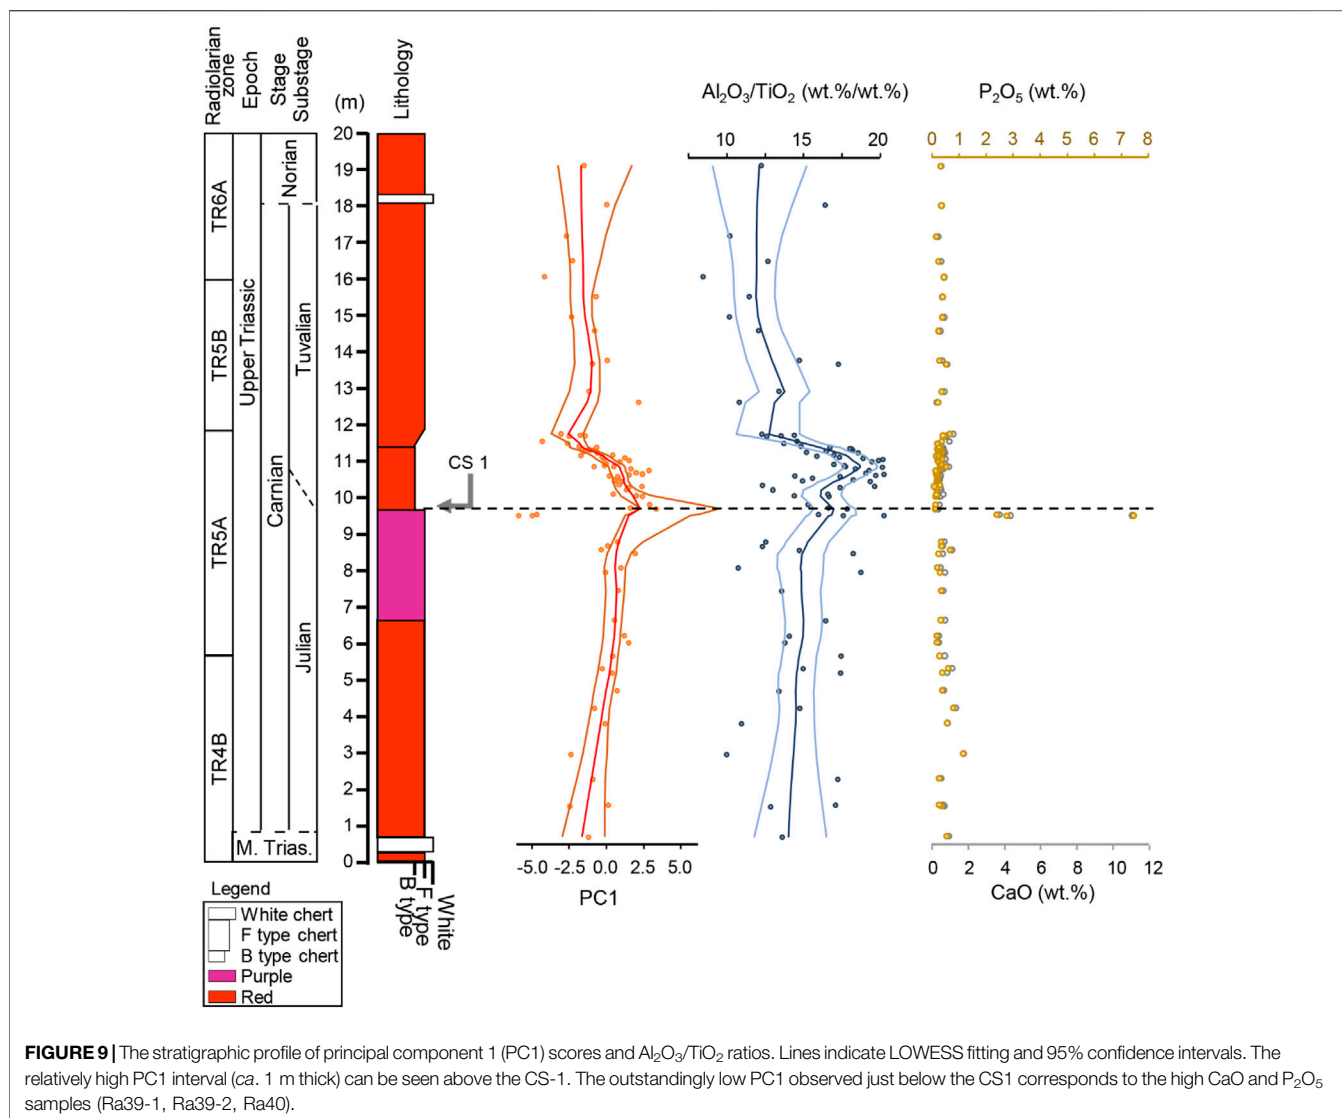 Radiolarian
zone
Epoch
Stage
Substage
(m)
Lithology
Al₂O₃/TiO₂ (wt.%/wt.%)
P₂O₅ (wt.%)
10 15 20
0 1 2 3 4 5 6 7 8
20
19
18
17
16
15
14
13
12
11
10
9
8
7
6
5
4
3
2
1
0
TR6A
TR5B
TR5A
TR4B
Upper Triassic
M. Trias.
Carnian
Norian
Tuvalian
Julian
CS 1
-5.0 -2.5 0.0 2.5 5.0
PC1
0 2 4 6 8 10 12
CaO (wt.%)
B type
F type
White
Legend
White chert
F type chert
B type chert
Purple
Red
FIGURE 9 | The stratigraphic profile of principal component 1 (PC1) scores and Al₂O₃/TiO₂ ratios. Lines indicate LOWESS fitting and 95% confidence intervals. The
relatively high PC1 interval (ca. 1 m thick) can be seen above the CS-1. The outstandingly low PC1 observed just below the CS1 corresponds to the high CaO and P₂O₅
samples (Ra39-1, Ra39-2, Ra40).